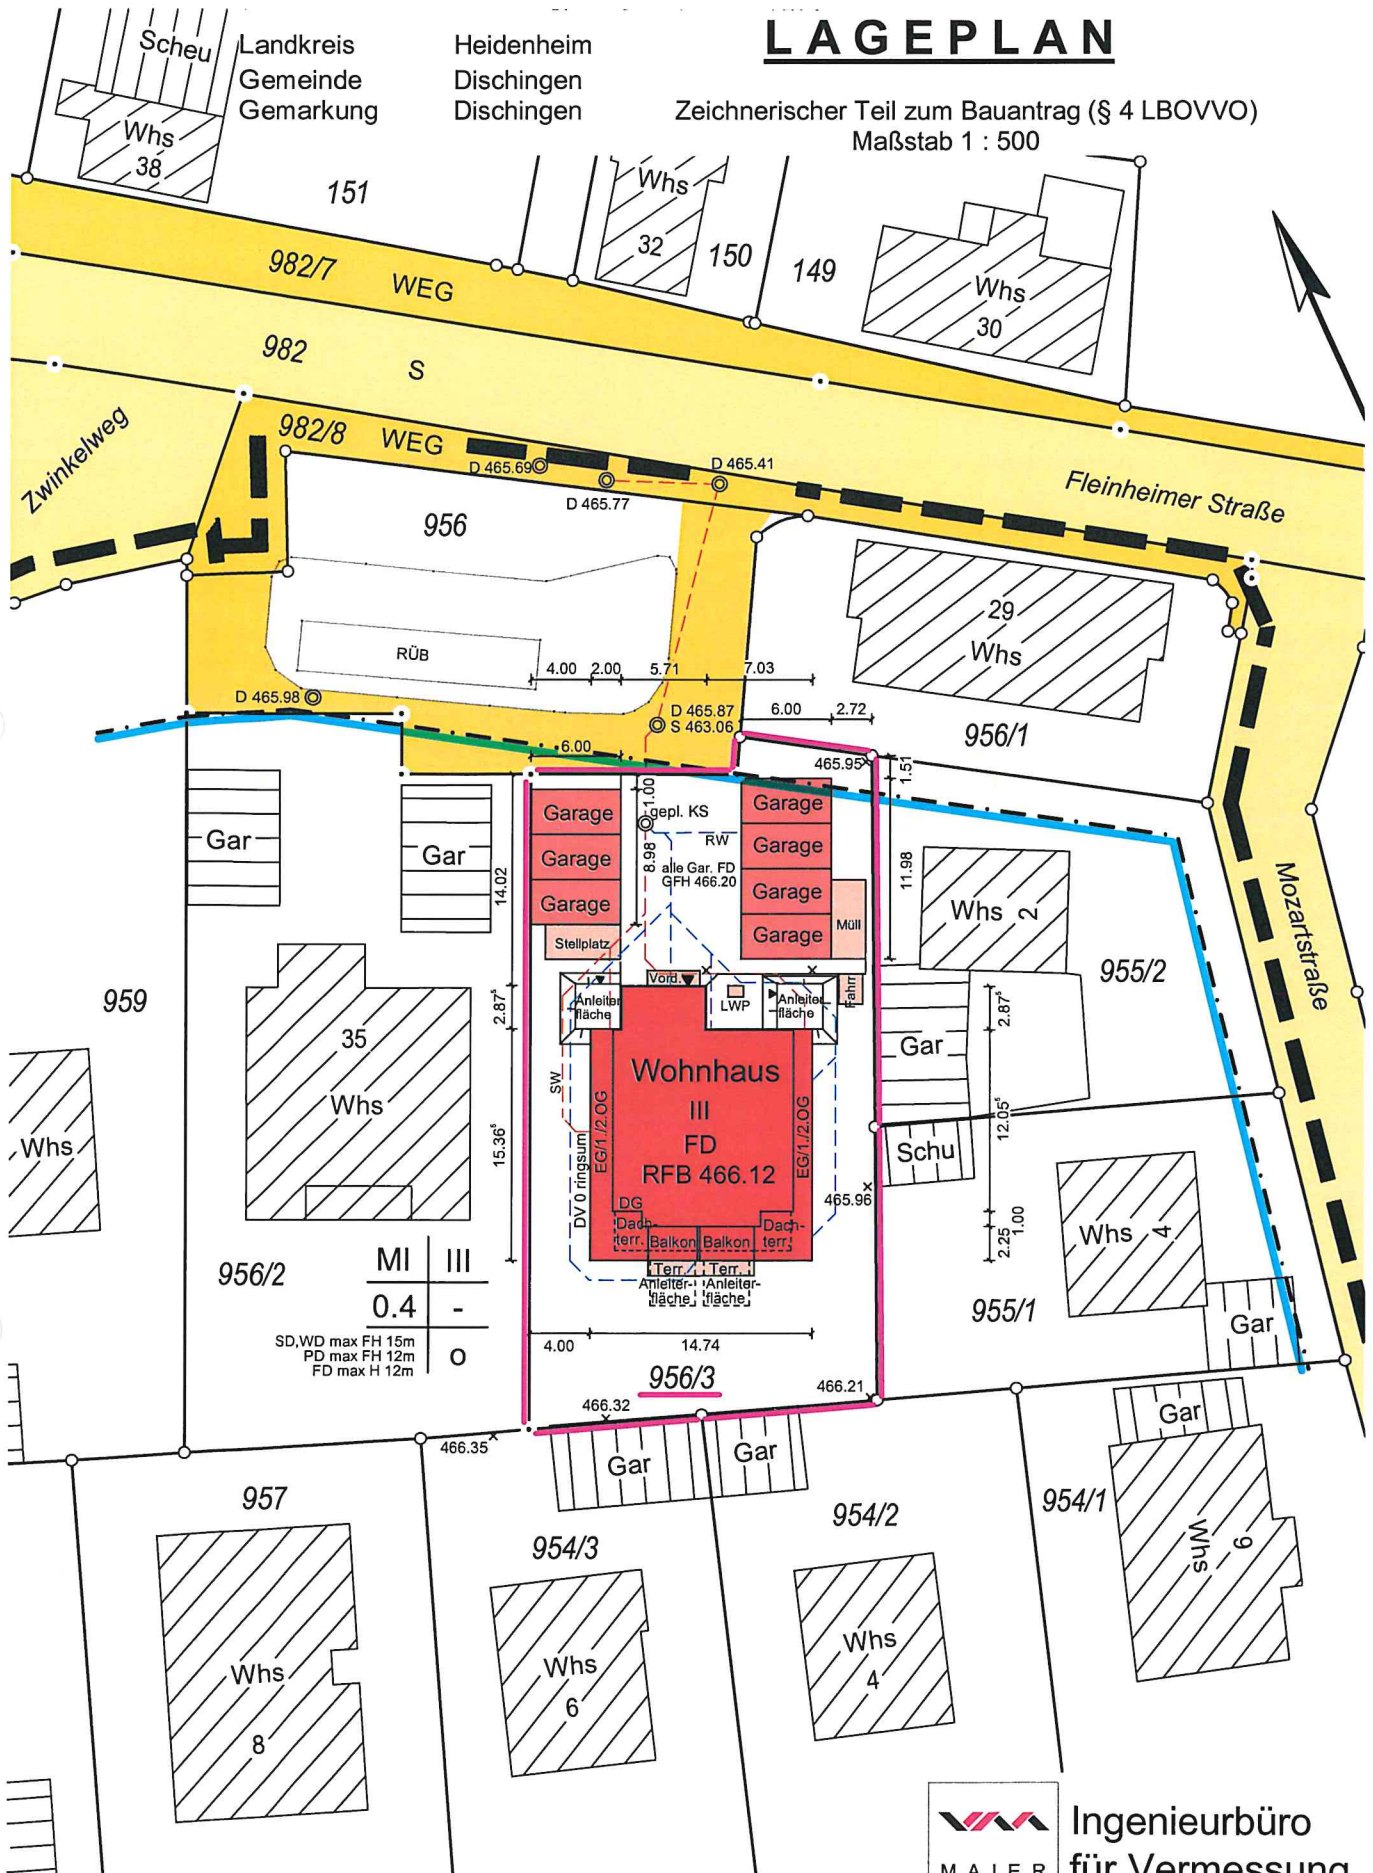 LAGEPLAN
Landkreis Heidenheim
Gemeinde Dischingen
Gemarkung Dischingen
Zeichnerischer Teil zum Bauantrag (§ 4 LBOVVO)
Maßstab 1 : 500
Scheu
Whs
38
151
Whs
32
150
149
Whs
30
982/7 WEG
982
S
982/8 WEG
Zwinkelweg
Fleinheimer Straße
D 465.69
D 465.41
D 465.77
956
RÜB
29
Whs
4.00 2.00 5.71 7.03
D 465.98
D 465.87
S 463.06
6.00 2.72
956/1
6.00
465.95
1.51
Gar
Gar
Garage
Garage
Garage
Stellplatz
1.00
gepl. KS
RW
8.98
alle Gar. FD
GFH 466.20
Garage
Garage
Garage
Garage
Müll
14.02
11.98
Whs 2
955/2
Mozartstraße
959
35
Whs
2.87⁵
Anleiter
fläche
Vord.
LWP
Anleiter
fläche
Fahrr
Gar
2.87⁵
Wohnhaus
III
FD
RFB 466.12
SW
DV 0 ringsum
EG/1./2.OG
EG/1./2.OG
15.36⁵
12.05⁵
Schu
465.96
Whs
DG
Dach-
terr.
Balkon
Balkon
Dach-
terr.
Terr.
Terr.
Anleiter-
fläche
Anleiter-
fläche
1.00
2.25
Whs 4
956/2
MI III
0.4 -
SD,WD max FH 15m
PD max FH 12m
FD max H 12m
o
955/1
Gar
4.00 14.74
956/3
466.21
466.32
466.35
Gar
Gar
Gar
957
954/3
954/2
954/1
Whs
8
Whs
6
Whs
4
Whs 9
MAIER
Ingenieurbüro
für Vermessung